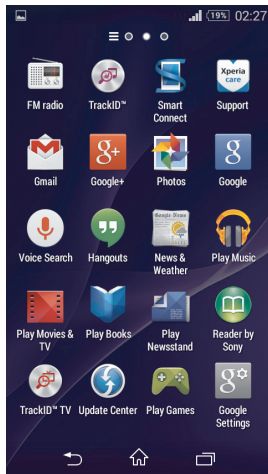 19% 02:27
FM radio TrackID™ Smart Connect Xperia care Support
Gmail g+ Google+ Photos g Google
Voice Search Hangouts Google News News & Weather Play Music
Play Movies & TV Play Books Play Newsstand Reader by Sony
TrackID™ TV Update Center Play Games g Google Settings